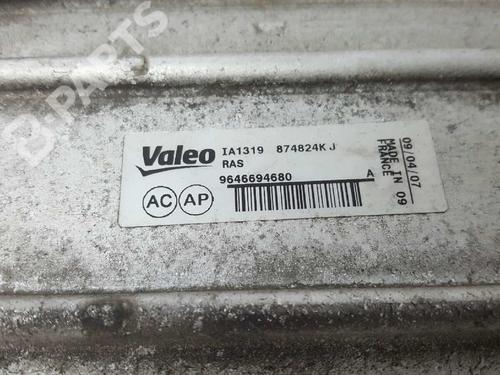 B-PARTS
Valeo
IA1319 874824K J
RAS
9646694680 A
AC AP
09/04/07
MADE IN 09
FRANCE